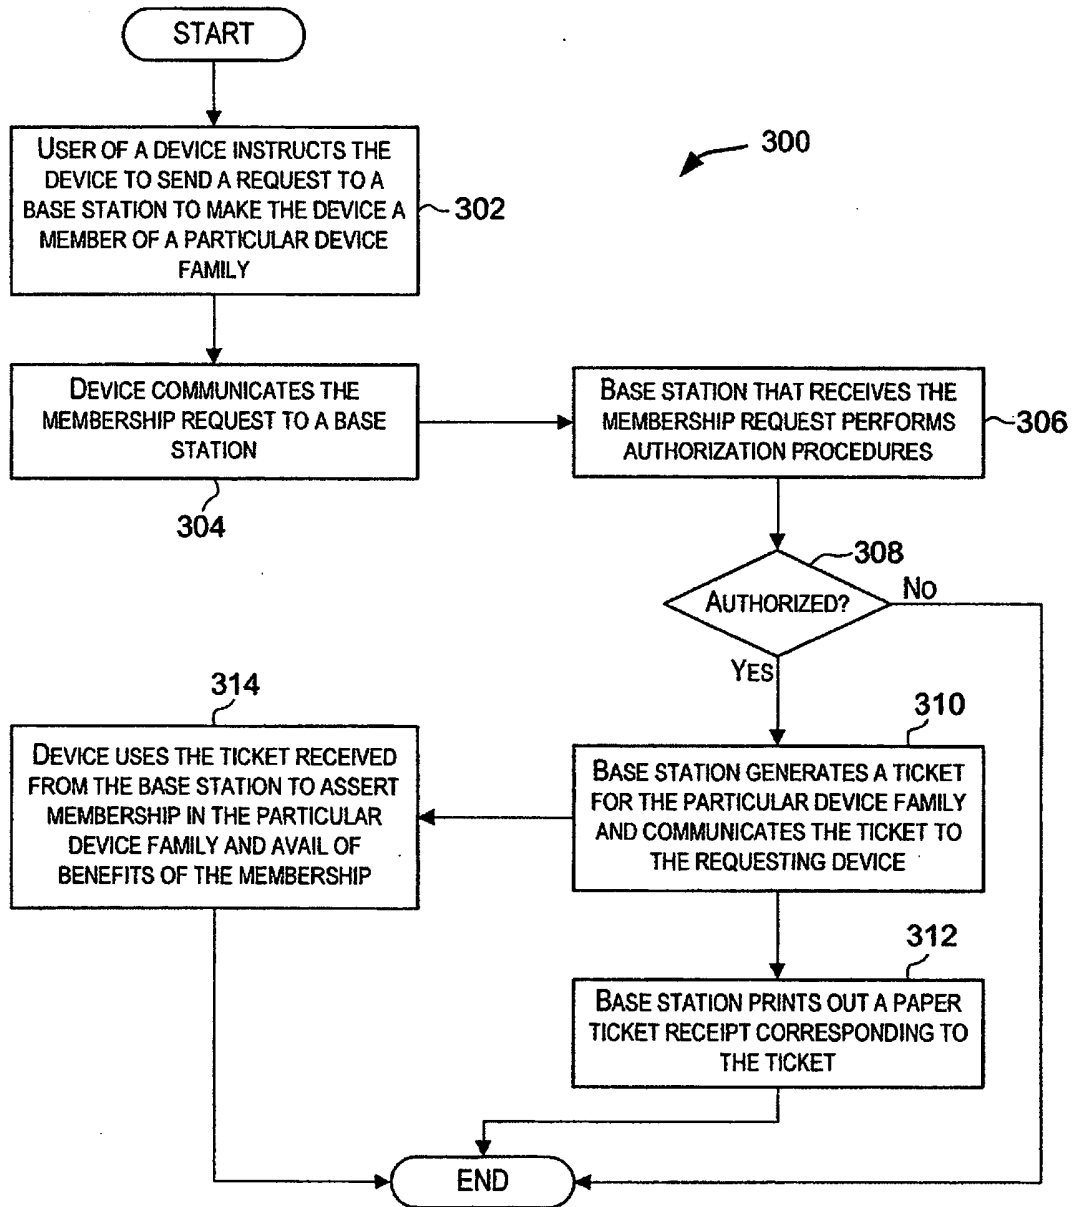 START
300
USER OF A DEVICE INSTRUCTS THE
DEVICE TO SEND A REQUEST TO A
BASE STATION TO MAKE THE DEVICE A
MEMBER OF A PARTICULAR DEVICE
FAMILY
302
DEVICE COMMUNICATES THE
MEMBERSHIP REQUEST TO A BASE
STATION
304
BASE STATION THAT RECEIVES THE
MEMBERSHIP REQUEST PERFORMS
AUTHORIZATION PROCEDURES
306
308
AUTHORIZED?
NO
YES
310
BASE STATION GENERATES A TICKET
FOR THE PARTICULAR DEVICE FAMILY
AND COMMUNICATES THE TICKET TO
THE REQUESTING DEVICE
314
DEVICE USES THE TICKET RECEIVED
FROM THE BASE STATION TO ASSERT
MEMBERSHIP IN THE PARTICULAR
DEVICE FAMILY AND AVAIL OF
BENEFITS OF THE MEMBERSHIP
312
BASE STATION PRINTS OUT A PAPER
TICKET RECEIPT CORRESPONDING TO
THE TICKET
END